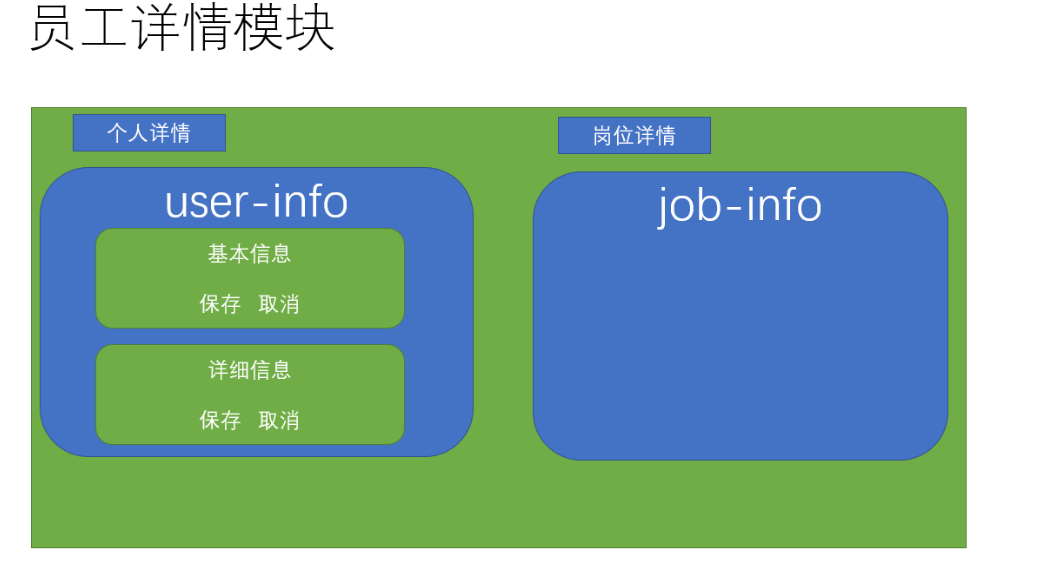 员工详情模块
个人详情
岗位详情
user-info
基本信息
保存 取消
详细信息
保存 取消
job-info